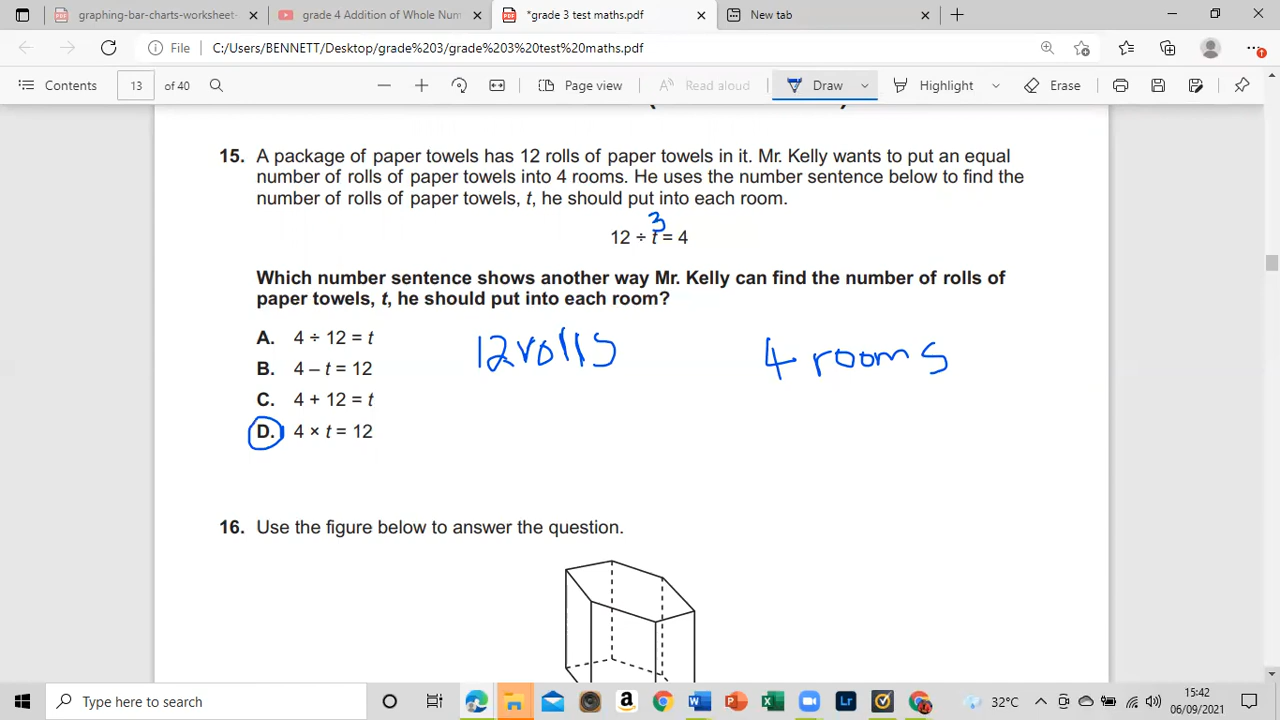 graphing-bar-charts-worksheet-
grade 4 Addition of Whole Num
*grade 3 test maths.pdf
New tab
File C:/Users/BENNETT/Desktop/grade%203/grade%203%20test%20maths.pdf
Contents 13 of 40 Page view Read aloud Draw Highlight Erase
15. A package of paper towels has 12 rolls of paper towels in it. Mr. Kelly wants to put an equal
number of rolls of paper towels into 4 rooms. He uses the number sentence below to find the
number of rolls of paper towels, t, he should put into each room.
3
12 ÷ t = 4
Which number sentence shows another way Mr. Kelly can find the number of rolls of
paper towels, t, he should put into each room?
A. 4 ÷ 12 = t
12 rolls 4 rooms
B. 4 – t = 12
C. 4 + 12 = t
D. 4 × t = 12
16. Use the figure below to answer the question.
Type here to search
32°C
15:42
06/09/2021